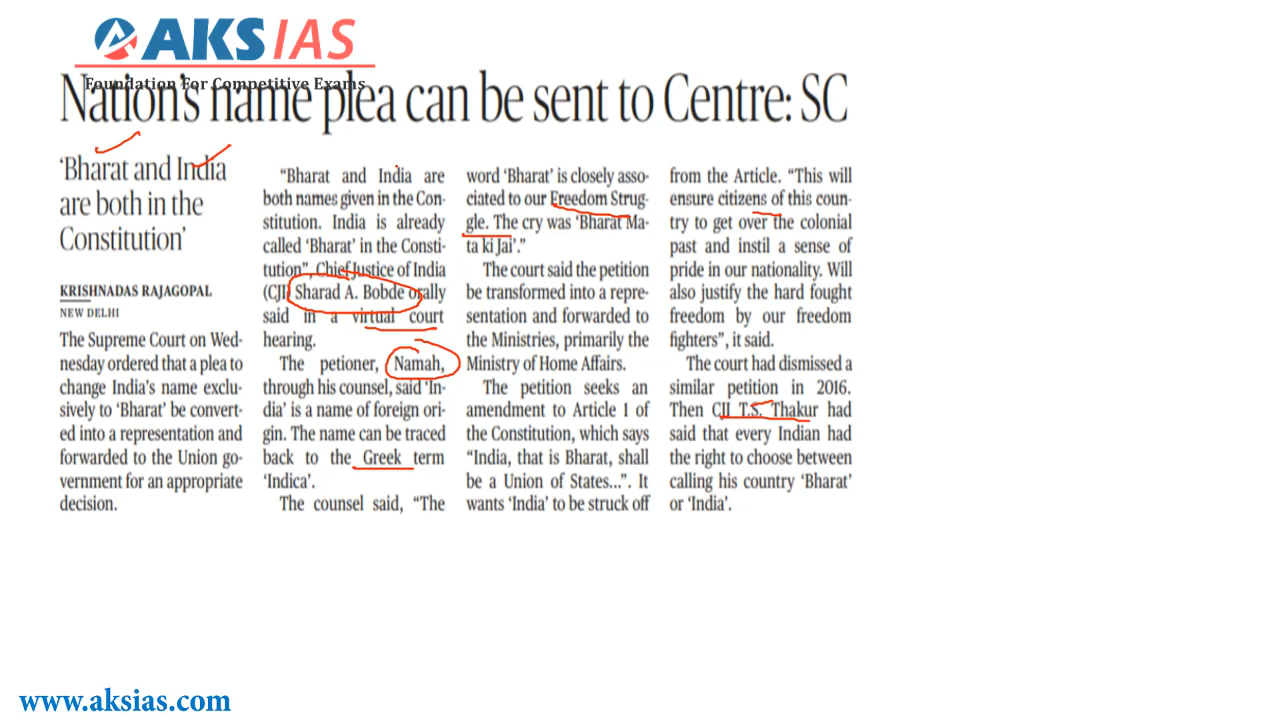 AKS IAS
Foundation For Competitive Exams
Nation's name plea can be sent to Centre: SC
'Bharat and India
are both in the
Constitution'
KRISHNADAS RAJAGOPAL
NEW DELHI
The Supreme Court on Wed-
nesday ordered that a plea to
change India's name exclu-
sively to 'Bharat' be convert-
ed into a representation and
forwarded to the Union go-
vernment for an appropriate
decision.
"Bharat and India are
both names given in the Con-
stitution. India is already
called 'Bharat' in the Consti-
tution", Chief Justice of India
(CJI) Sharad A. Bobde orally
said in a virtual court
hearing.
The petioner, Namah,
through his counsel, said 'In-
dia' is a name of foreign ori-
gin. The name can be traced
back to the Greek term
'Indica'.
The counsel said, "The
word 'Bharat' is closely asso-
ciated to our Freedom Strug-
gle. The cry was 'Bharat Ma-
ta ki Jai'."
The court said the petition
be transformed into a repre-
sentation and forwarded to
the Ministries, primarily the
Ministry of Home Affairs.
The petition seeks an
amendment to Article 1 of
the Constitution, which says
"India, that is Bharat, shall
be a Union of States...". It
wants 'India' to be struck off
from the Article. "This will
ensure citizens of this coun-
try to get over the colonial
past and instil a sense of
pride in our nationality. Will
also justify the hard fought
freedom by our freedom
fighters", it said.
The court had dismissed a
similar petition in 2016.
Then CJI T.S. Thakur had
said that every Indian had
the right to choose between
calling his country 'Bharat'
or 'India'.
www.aksias.com